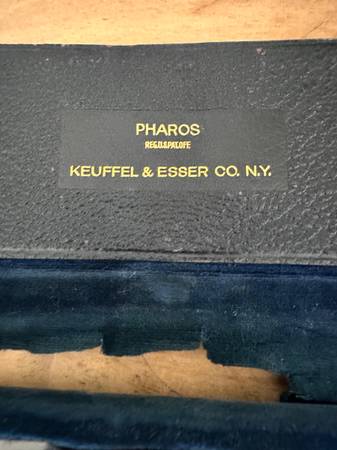 PHAROS
REG.U.S.PAT.OFF.
KEUFFEL & ESSER CO. N.Y.